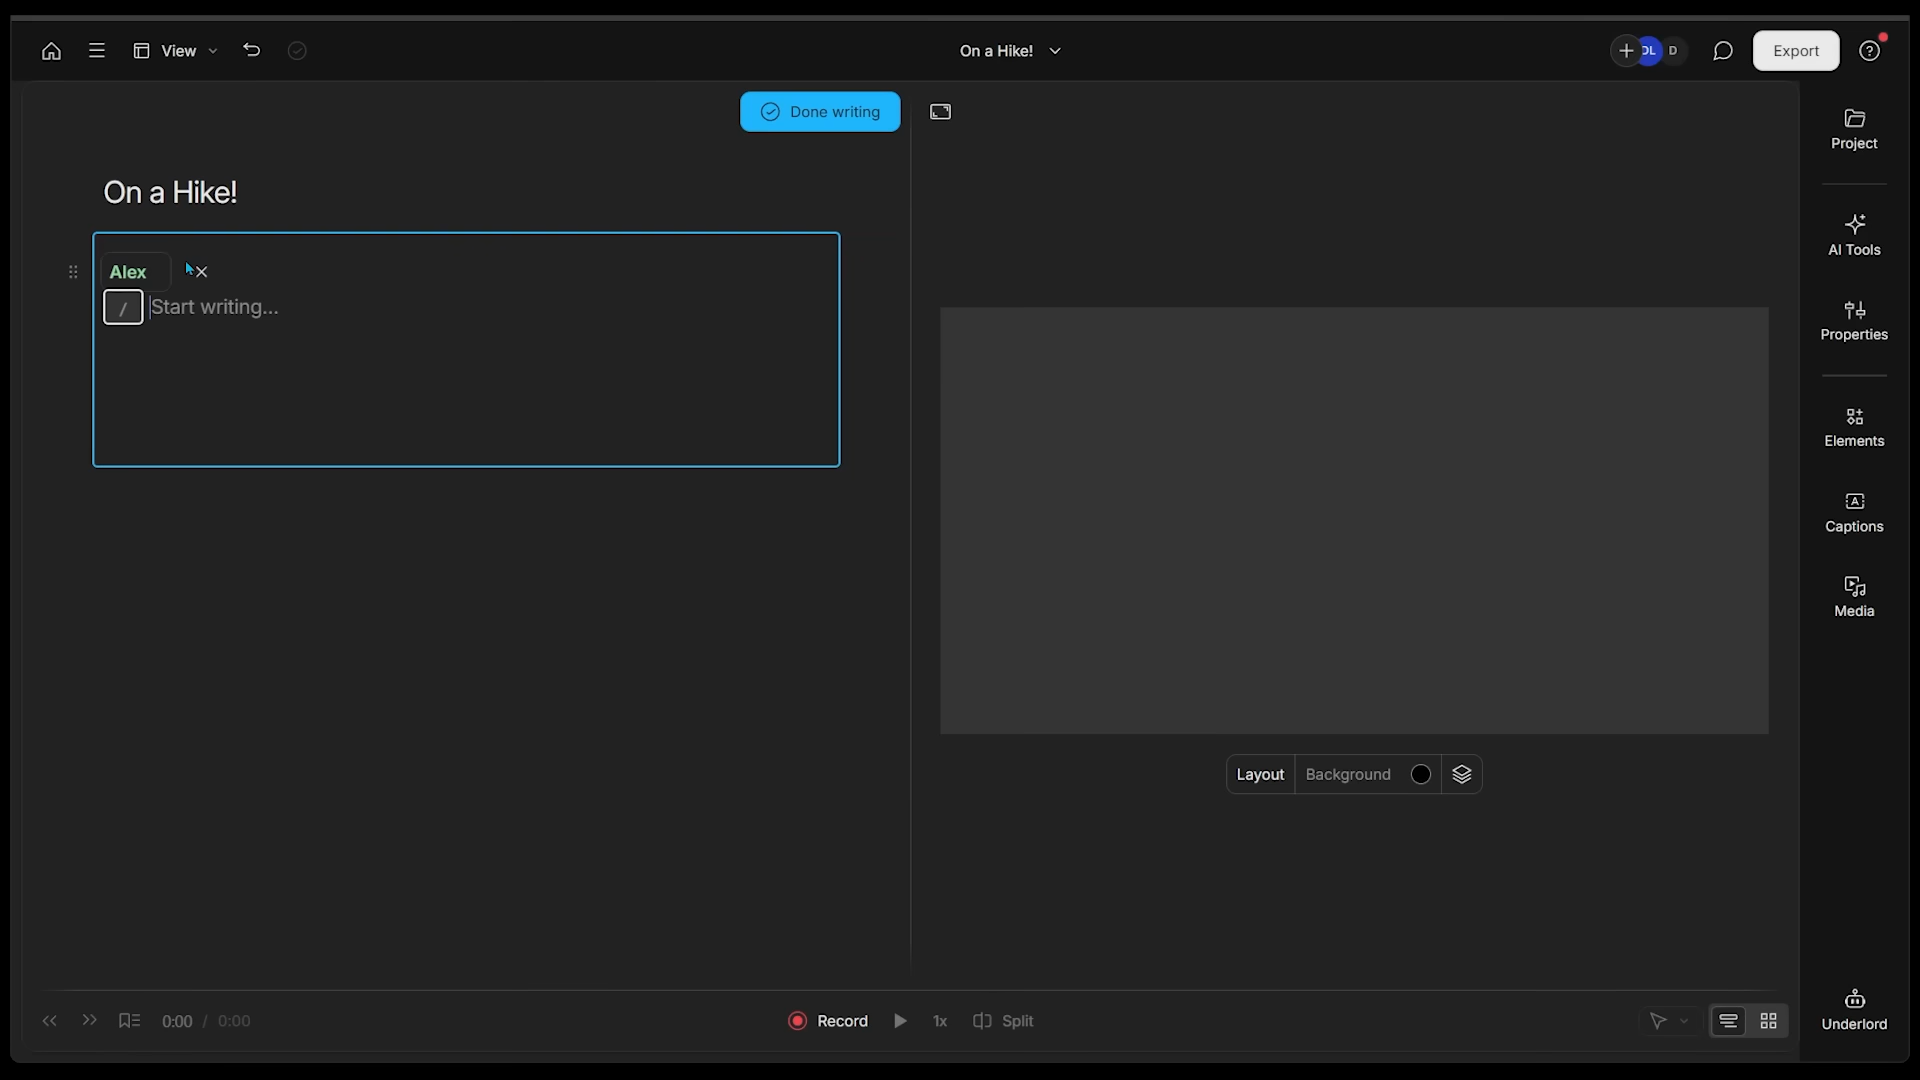 View
On a Hike!
DL
D
Export
Done writing
On a Hike!
Alex
/ Start writing...
Layout
Background
Project
AI Tools
Properties
Elements
Captions
Media
Underlord
0:00 / 0:00
Record
1x
Split